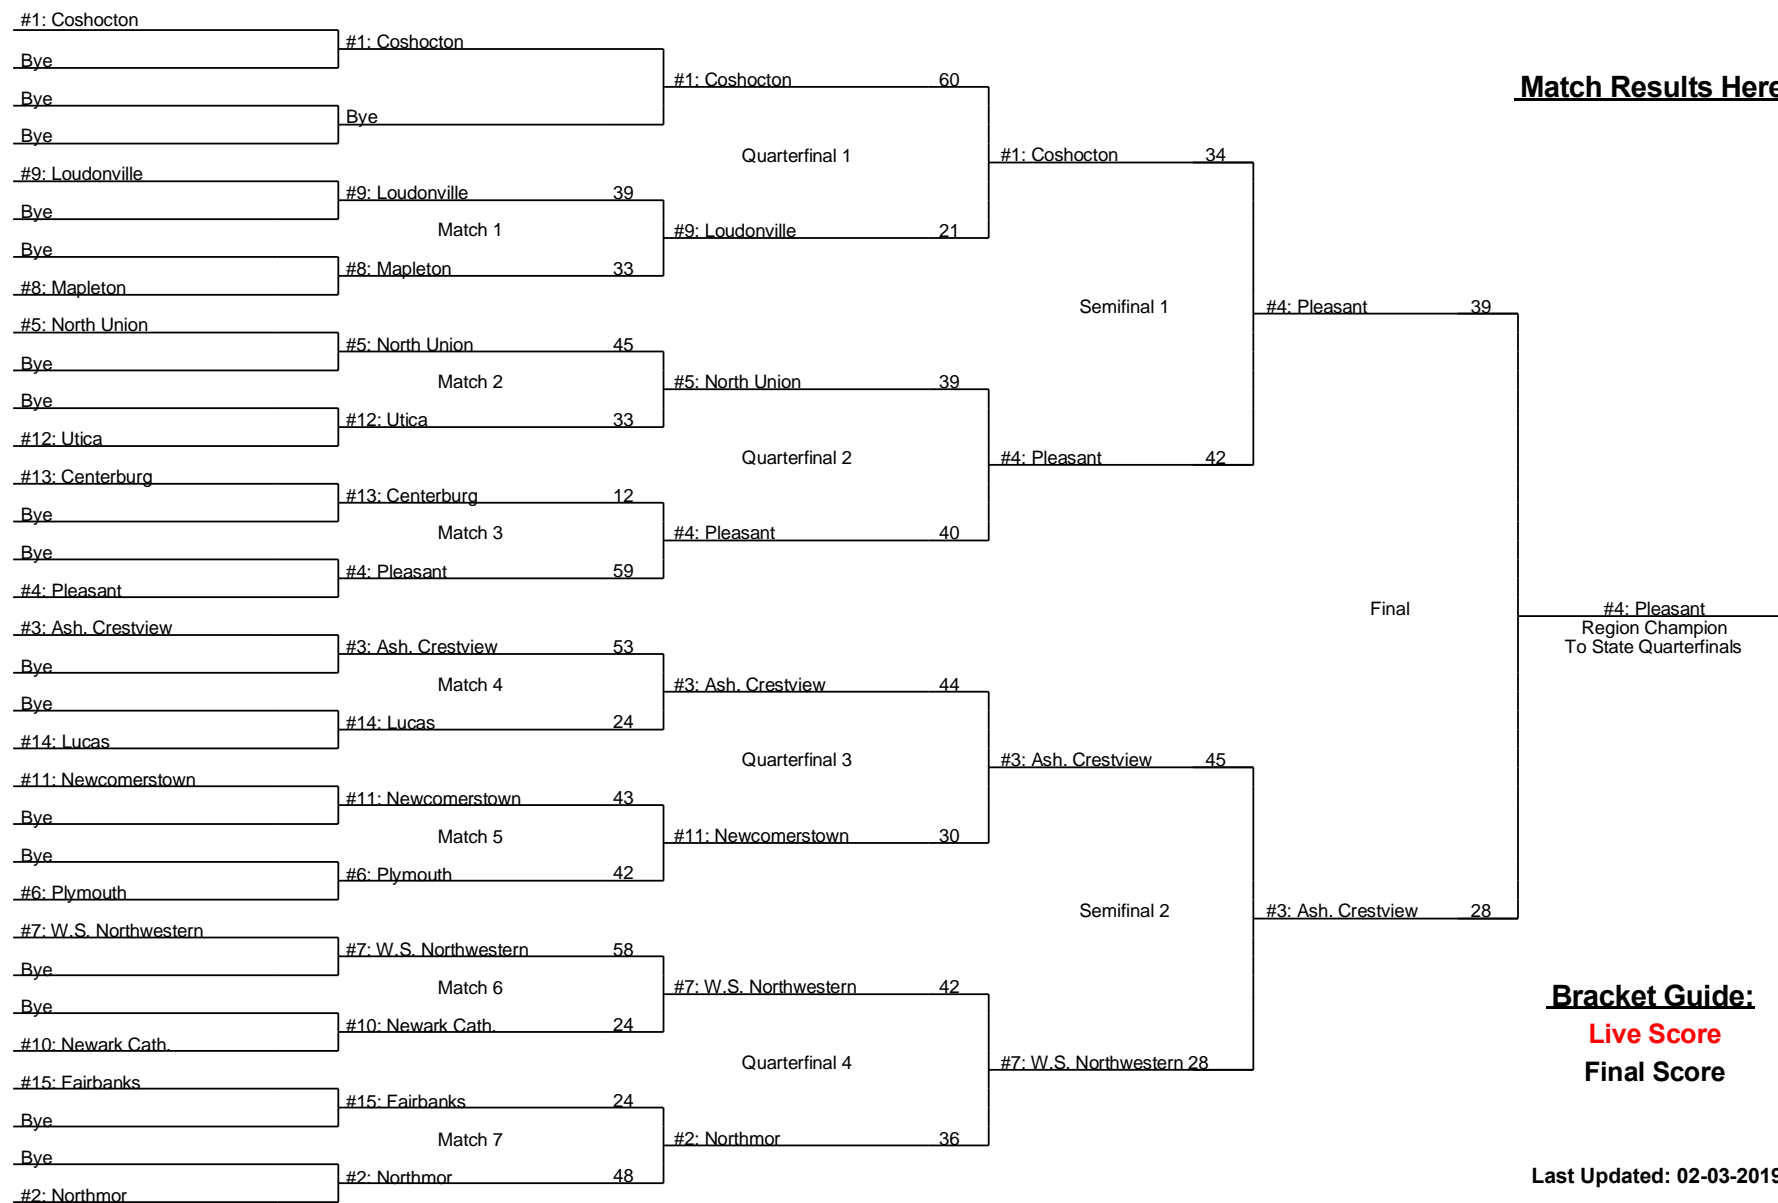 #1: Coshocton
Bye
Bye
Bye
#9: Loudonville
Bye
Bye
#8: Mapleton
#5: North Union
Bye
Bye
#12: Utica
#13: Centerburg
Bye
Bye
#4: Pleasant
#3: Ash. Crestview
Bye
Bye
#14: Lucas
#11: Newcomerstown
Bye
Bye
#6: Plymouth
#7: W.S. Northwestern
Bye
Bye
#10: Newark Cath.
#15: Fairbanks
Bye
Bye
#2: Northmor
#1: Coshocton
Bye
#9: Loudonville 39
Match 1
#8: Mapleton 33
#5: North Union 45
Match 2
#12: Utica 33
#13: Centerburg 12
Match 3
#4: Pleasant 59
#3: Ash. Crestview 53
Match 4
#14: Lucas 24
#11: Newcomerstown 43
Match 5
#6: Plymouth 42
#7: W.S. Northwestern 58
Match 6
#10: Newark Cath. 24
#15: Fairbanks 24
Match 7
#2: Northmor 48
#1: Coshocton 60
Quarterfinal 1
#9: Loudonville 21
#5: North Union 39
Quarterfinal 2
#4: Pleasant 40
#3: Ash. Crestview 44
Quarterfinal 3
#11: Newcomerstown 30
#7: W.S. Northwestern 42
Quarterfinal 4
#2: Northmor 36
#1: Coshocton 34
Semifinal 1
#4: Pleasant 42
#3: Ash. Crestview 45
Semifinal 2
#7: W.S. Northwestern 28
#4: Pleasant 39
Final
#3: Ash. Crestview 28
Match Results Here
#4: Pleasant
Region Champion
To State Quarterfinals
Bracket Guide:
Live Score
Final Score
Last Updated: 02-03-2019